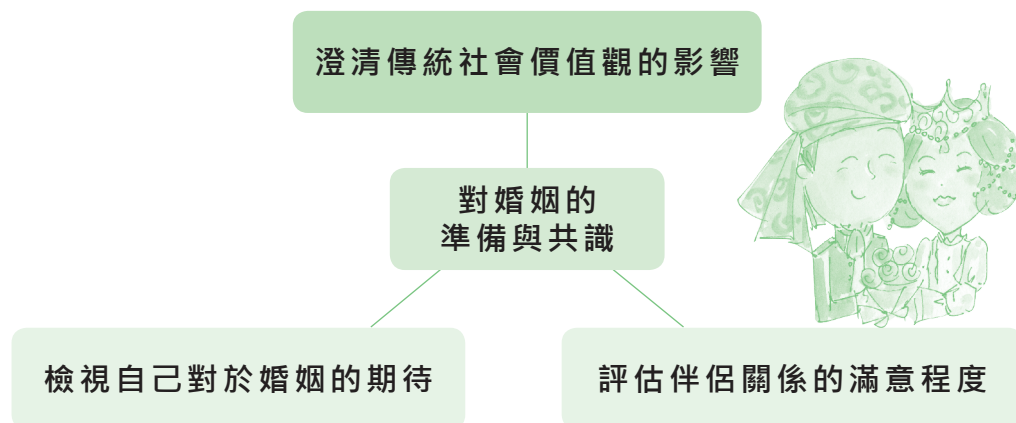 澄清傳統社會價值觀的影響
對婚姻的
準備與共識
檢視自己對於婚姻的期待
評估伴侶關係的滿意程度